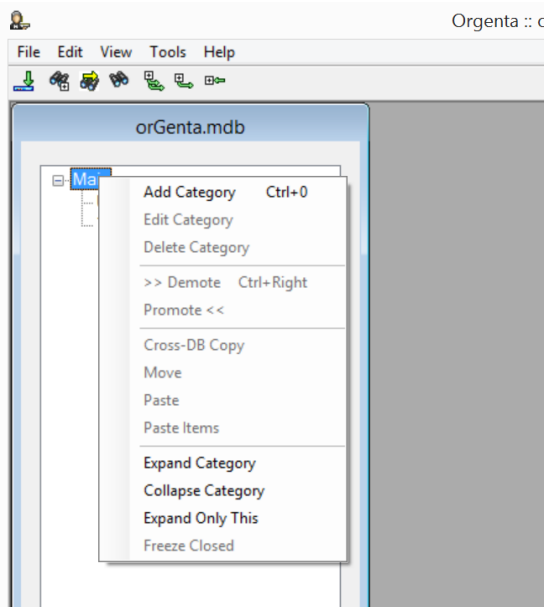 Orgenta ::
File Edit View Tools Help
orGenta.mdb
Add Category Ctrl+0
Edit Category
Delete Category
>> Demote Ctrl+Right
Promote <<
Cross-DB Copy
Move
Paste
Paste Items
Expand Category
Collapse Category
Expand Only This
Freeze Closed